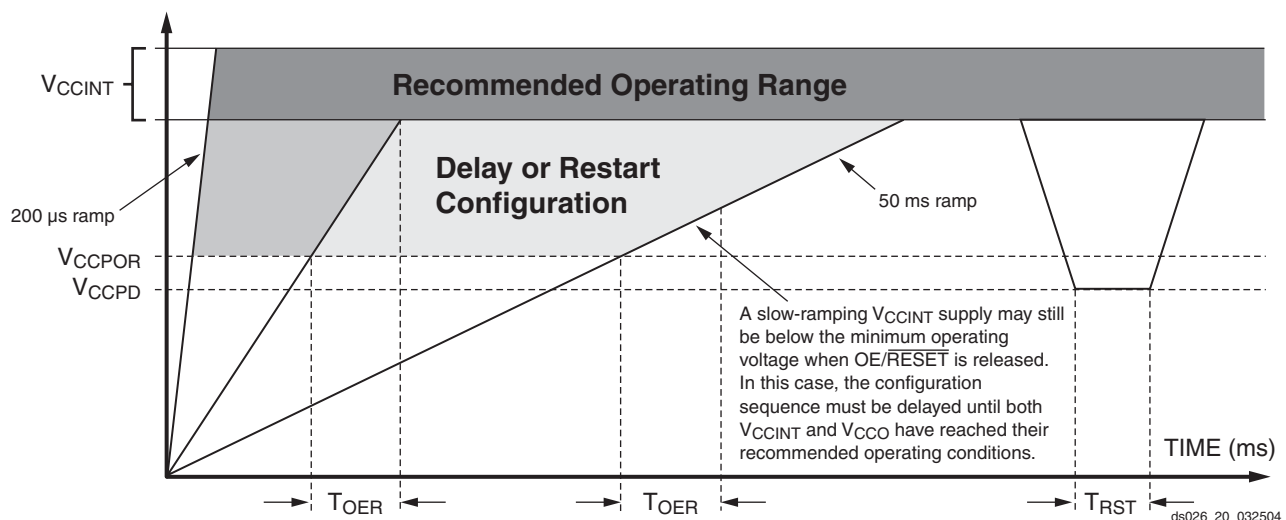 VCCINT
Recommended Operating Range
Delay or Restart
Configuration
200 µs ramp
50 ms ramp
VCCPOR
VCCPD
A slow-ramping VCCINT supply may still
be below the minimum operating
voltage when OE/RESET is released.
In this case, the configuration
sequence must be delayed until both
VCCINT and VCCO have reached their
recommended operating conditions.
TIME (ms)
TOER
TOER
TRST
ds026_20_032504